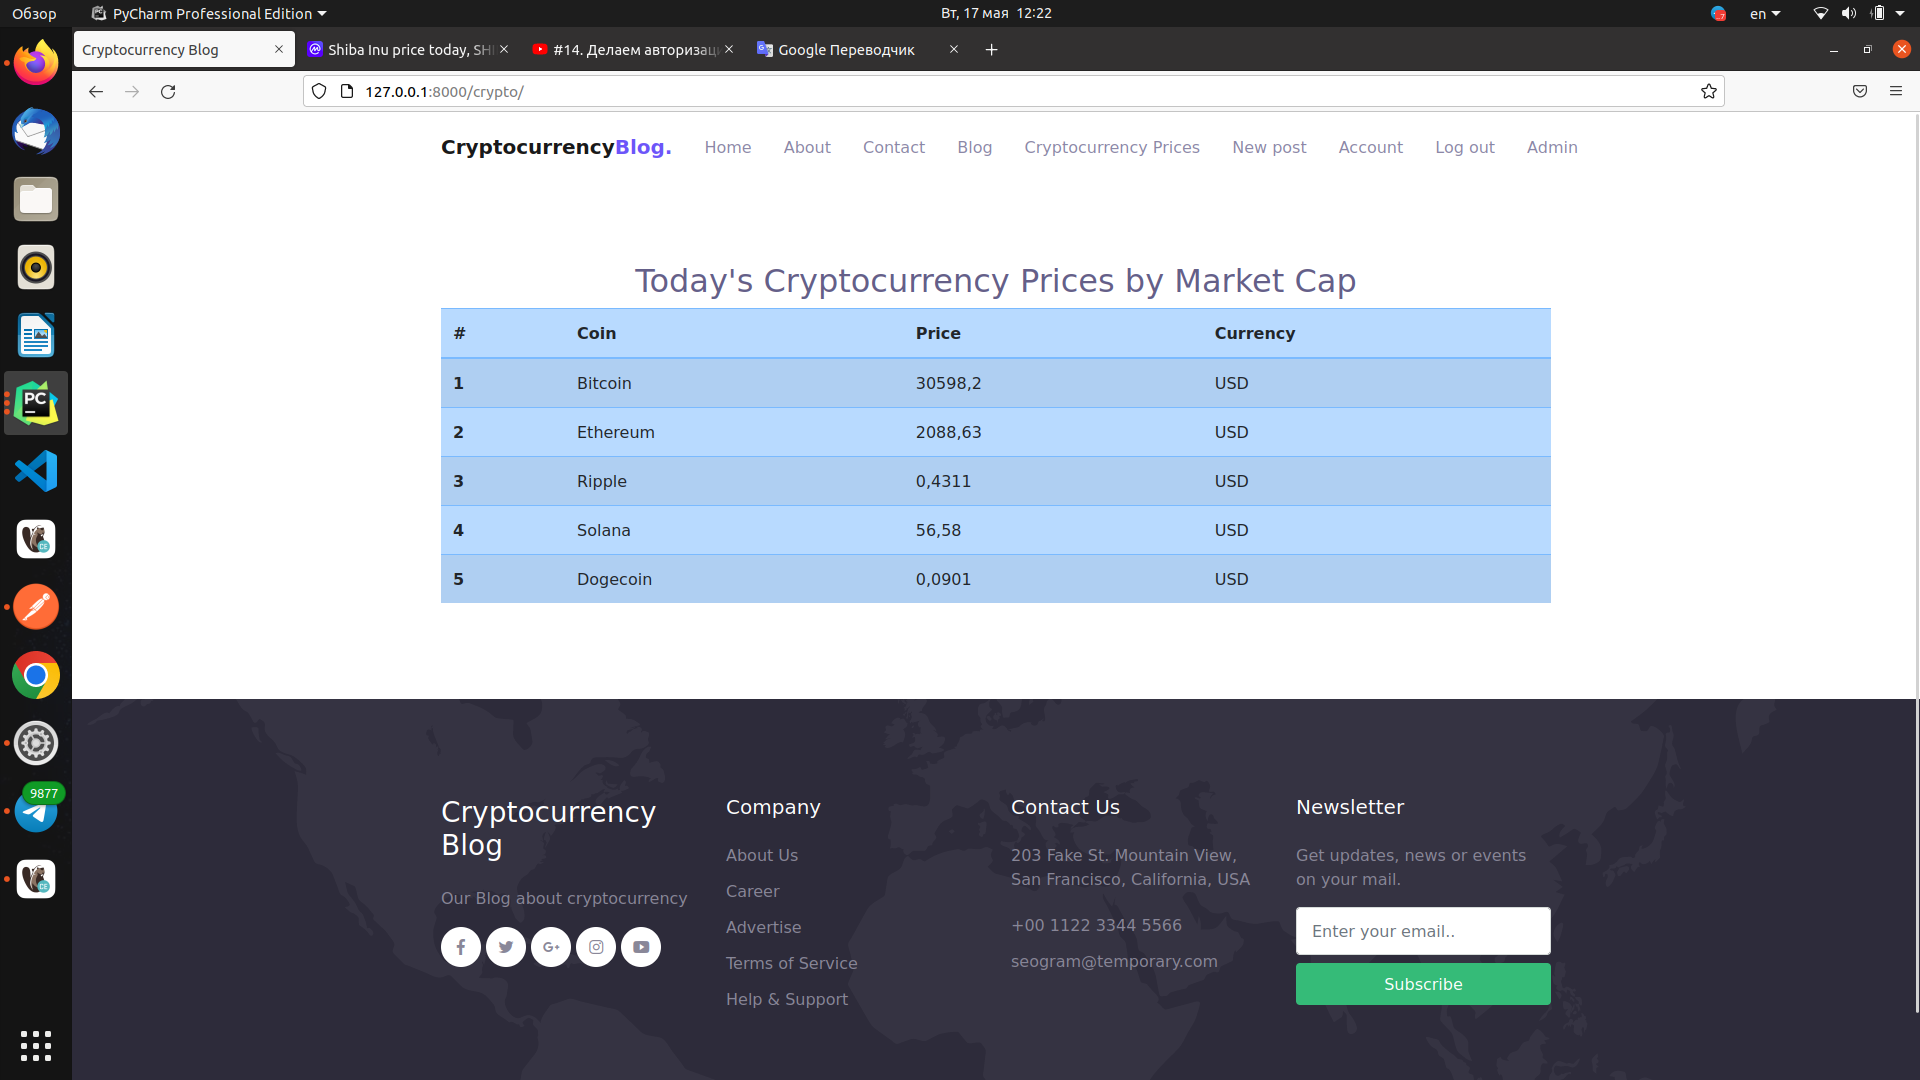 Обзор
PyCharm Professional Edition
Вт, 17 мая 12:22
en
Cryptocurrency Blog
Shiba Inu price today, SHI
#14. Делаем авторизаци
Google Переводчик
127.0.0.1:8000/crypto/
CryptocurrencyBlog.
Home
About
Contact
Blog
Cryptocurrency Prices
New post
Account
Log out
Admin
Today's Cryptocurrency Prices by Market Cap
# Coin Price Currency
1 Bitcoin 30598,2 USD
2 Ethereum 2088,63 USD
3 Ripple 0,4311 USD
4 Solana 56,58 USD
5 Dogecoin 0,0901 USD
PC
CE
9877
CE
Cryptocurrency
Blog
Our Blog about cryptocurrency
Company
About Us
Career
Advertise
Terms of Service
Help & Support
Contact Us
203 Fake St. Mountain View,
San Francisco, California, USA
+00 1122 3344 5566
seogram@temporary.com
Newsletter
Get updates, news or events
on your mail.
Enter your email..
Subscribe